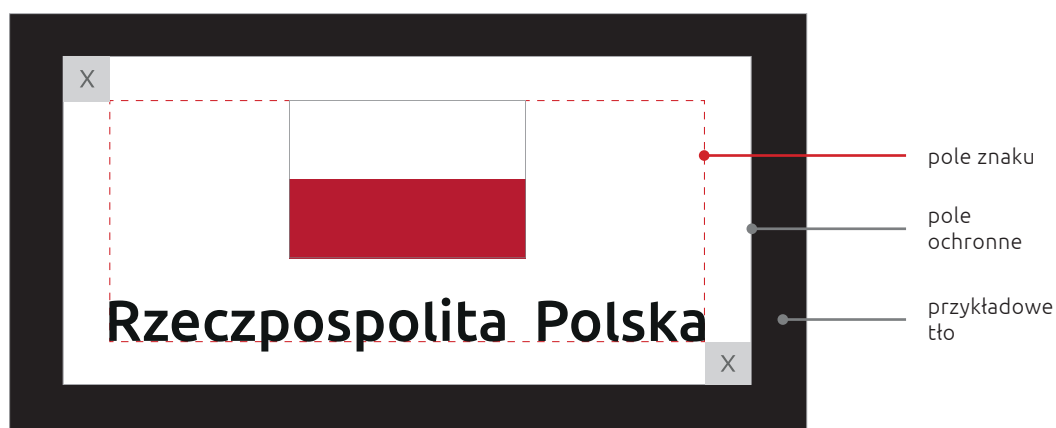 X
pole znaku
pole
ochronne
przykładowe
tło
Rzeczpospolita Polska
X